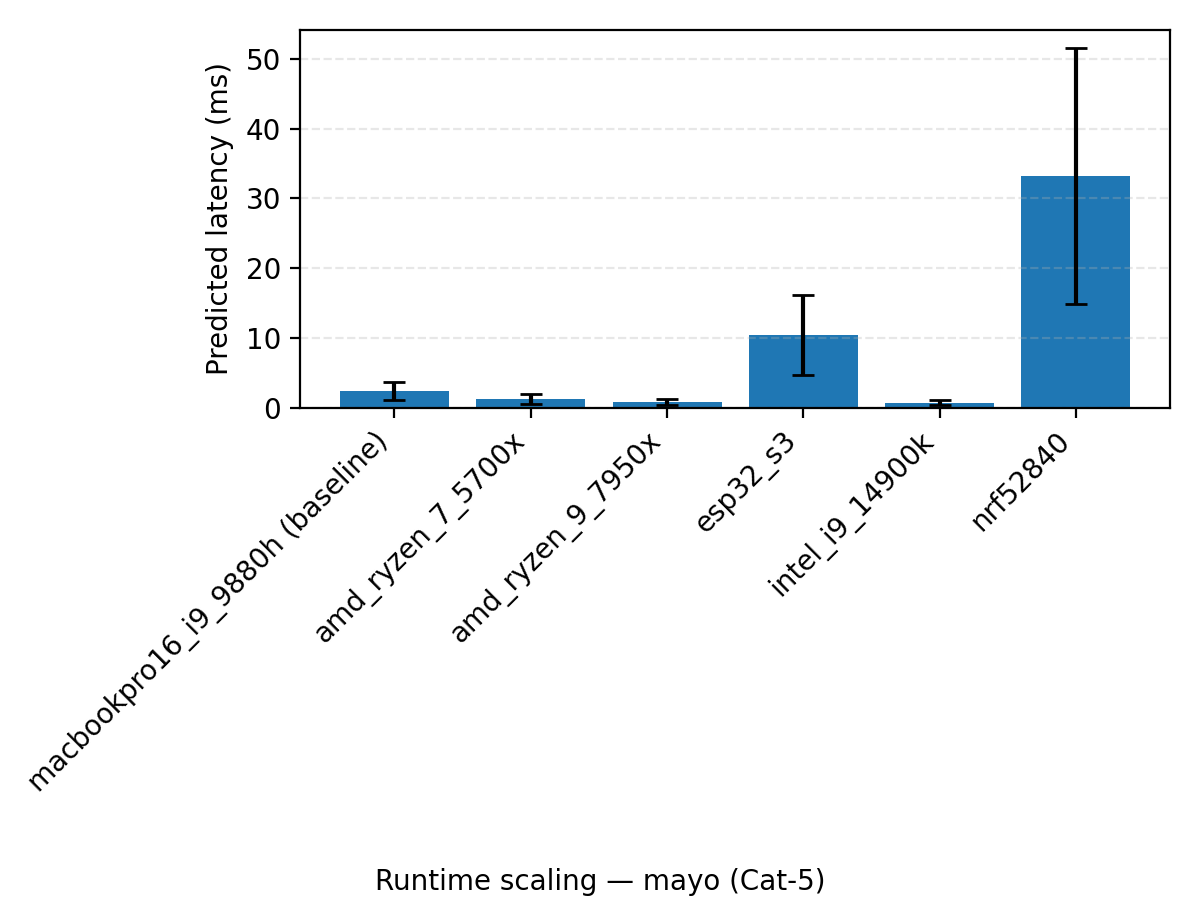 Predicted latency (ms)
50
40
30
20
10
0
macbookpro16_i9_9880h (baseline)
amd_ryzen_7_5700x
amd_ryzen_9_7950x
esp32_s3
intel_i9_14900k
nrf52840
Runtime scaling — mayo (Cat-5)